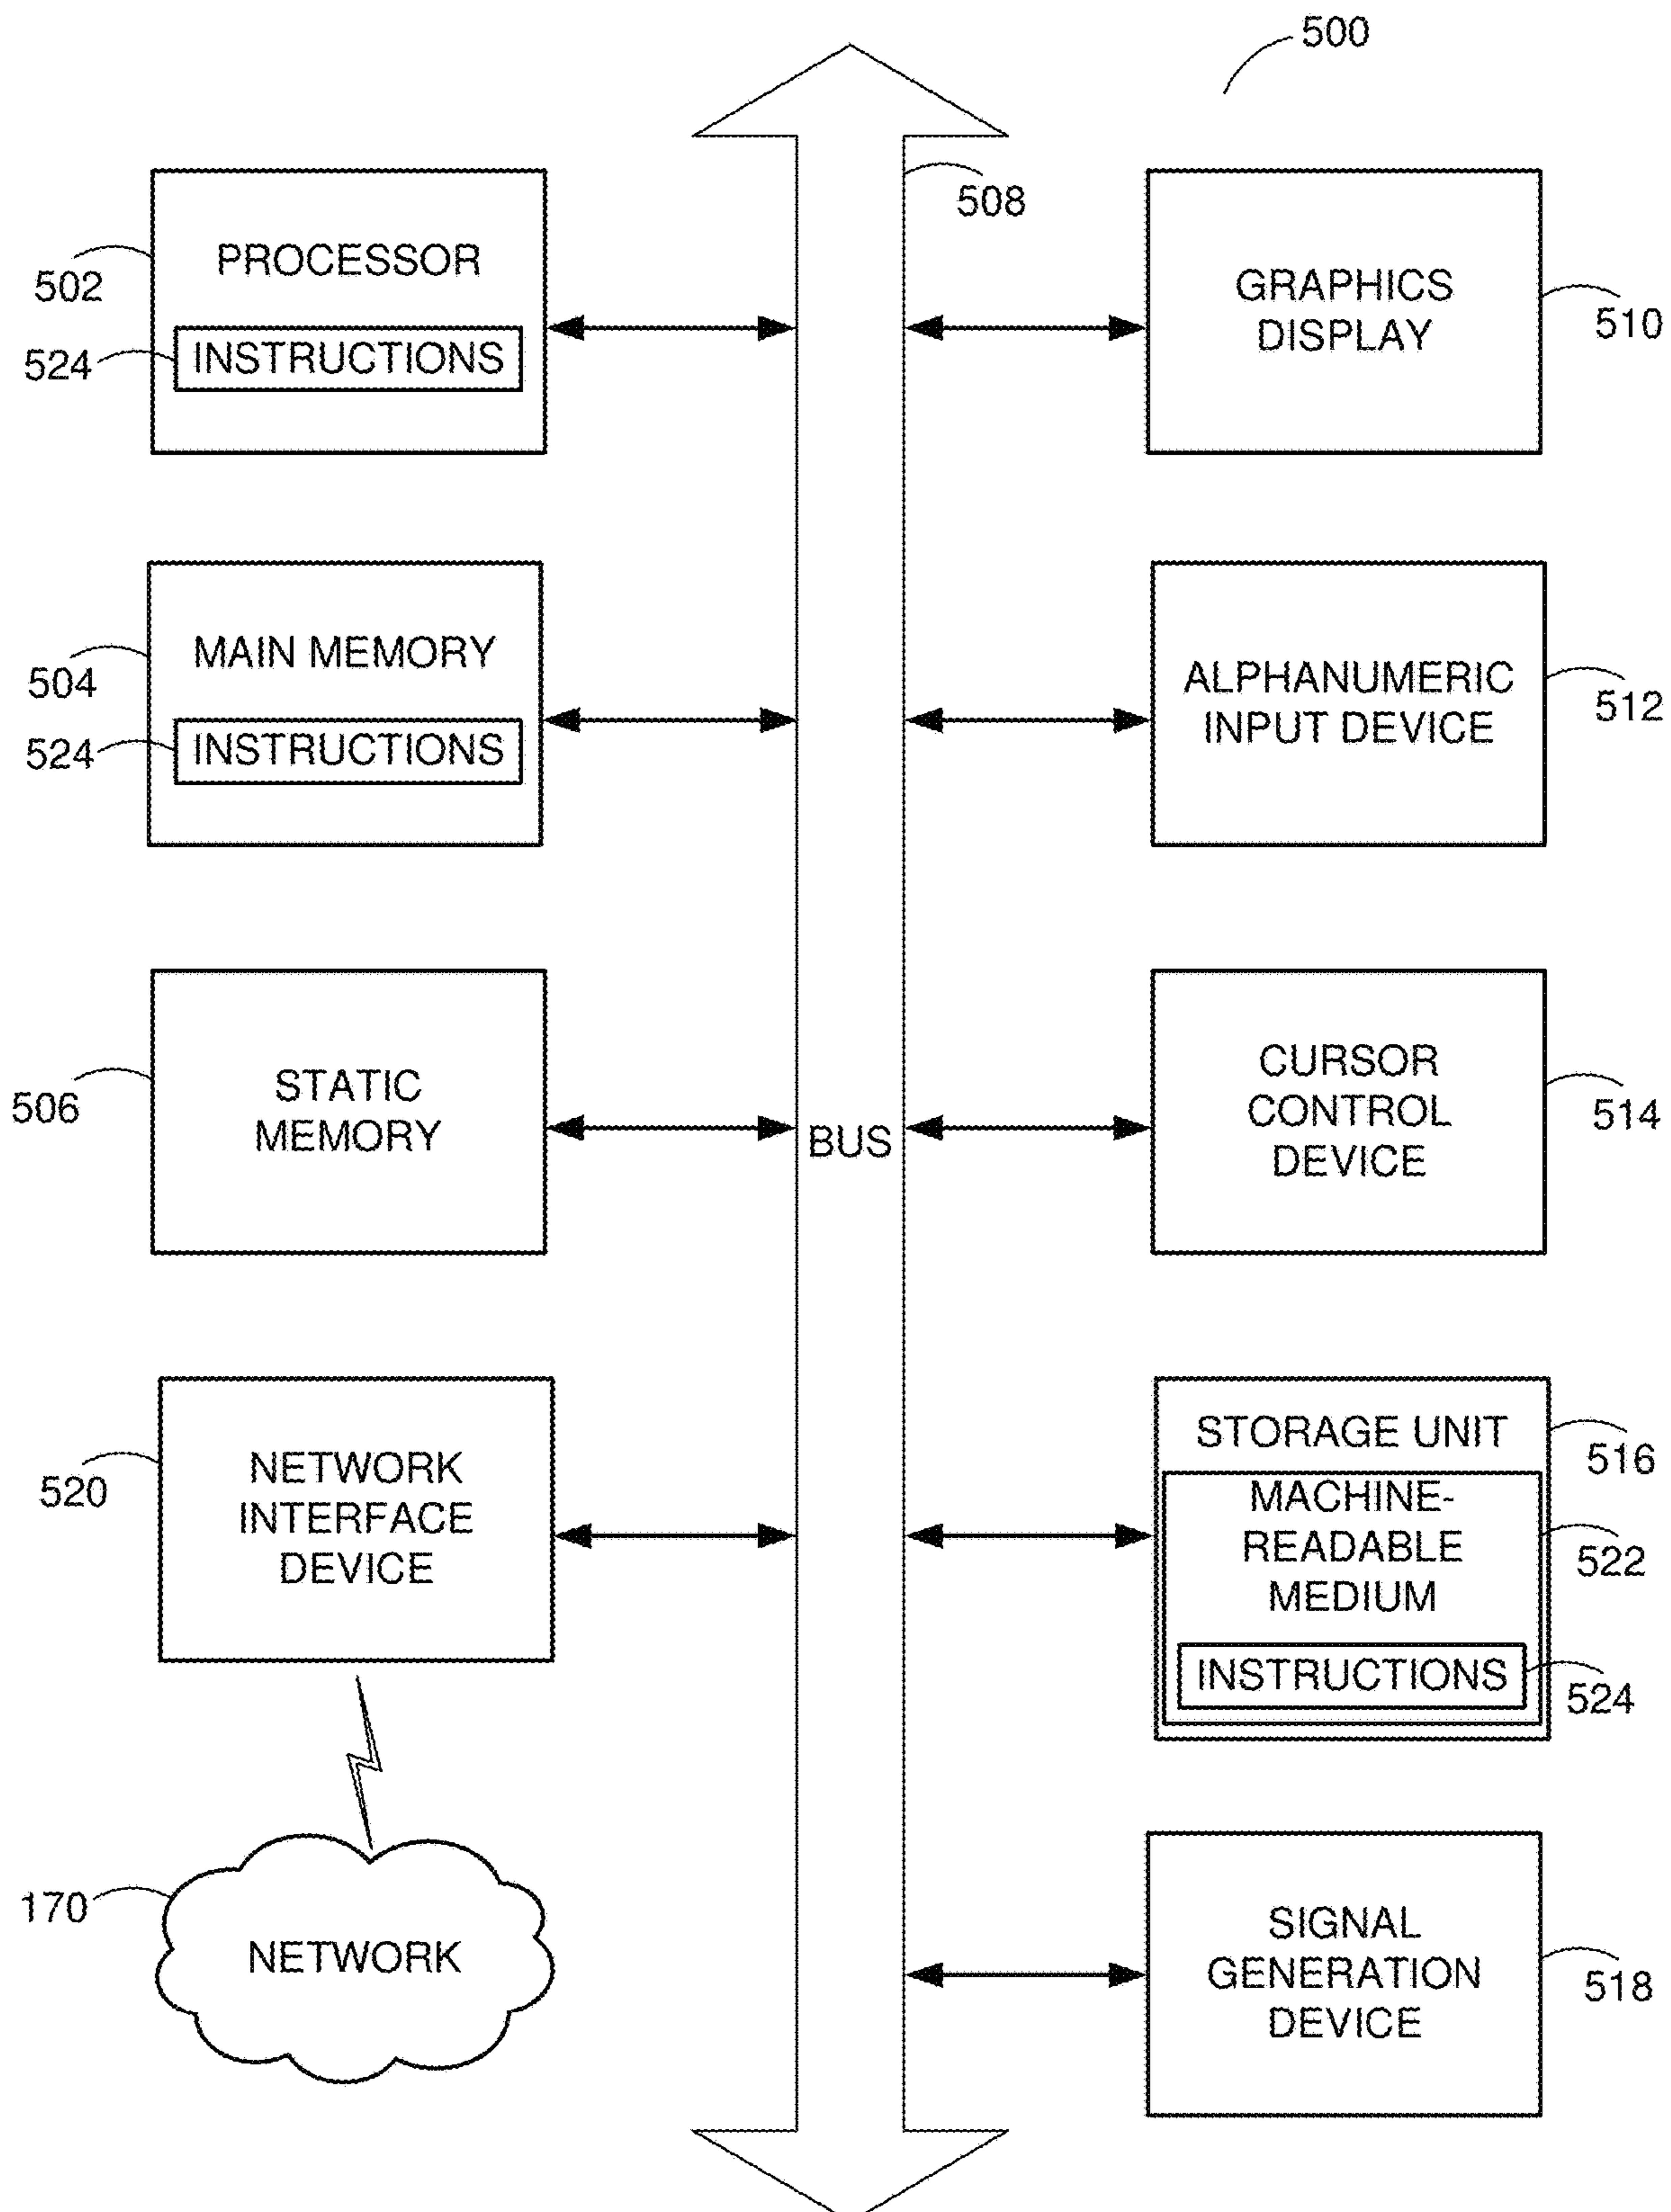 500
508
PROCESSOR
502
INSTRUCTIONS
524
GRAPHICS
DISPLAY
510
MAIN MEMORY
504
INSTRUCTIONS
524
ALPHANUMERIC
INPUT DEVICE
512
STATIC
MEMORY
506
BUS
CURSOR
CONTROL
DEVICE
514
NETWORK
INTERFACE
DEVICE
520
STORAGE UNIT
516
MACHINE-
READABLE
MEDIUM
522
INSTRUCTIONS
524
170
NETWORK
SIGNAL
GENERATION
DEVICE
518